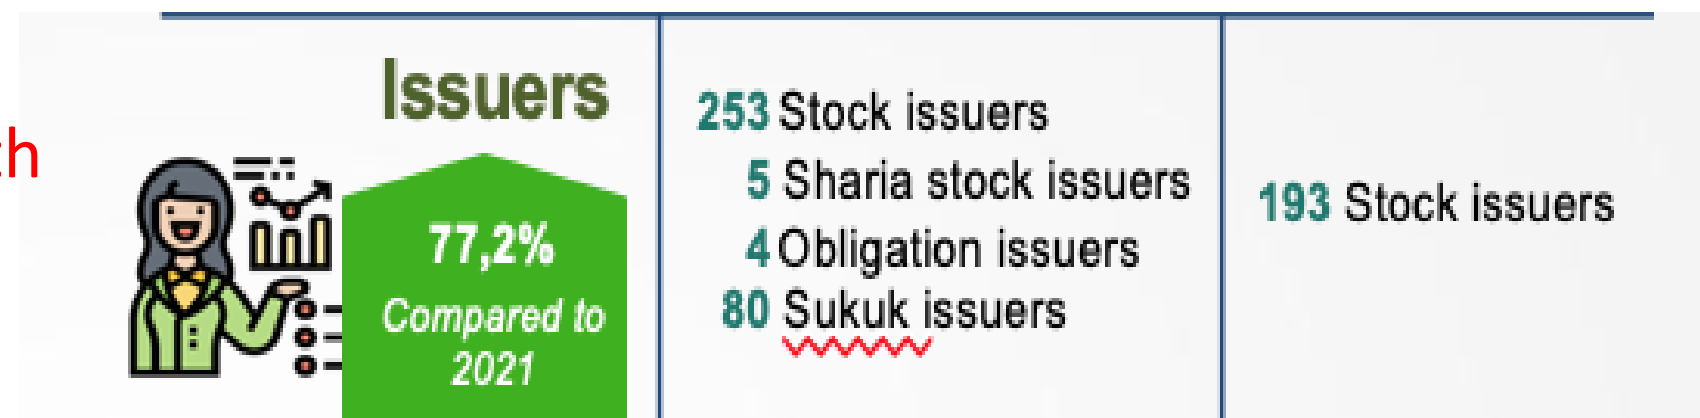 Issuers
77,2%
Compared to
2021
253 Stock issuers
5 Sharia stock issuers
4 Obligation issuers
80 Sukuk issuers
193 Stock issuers